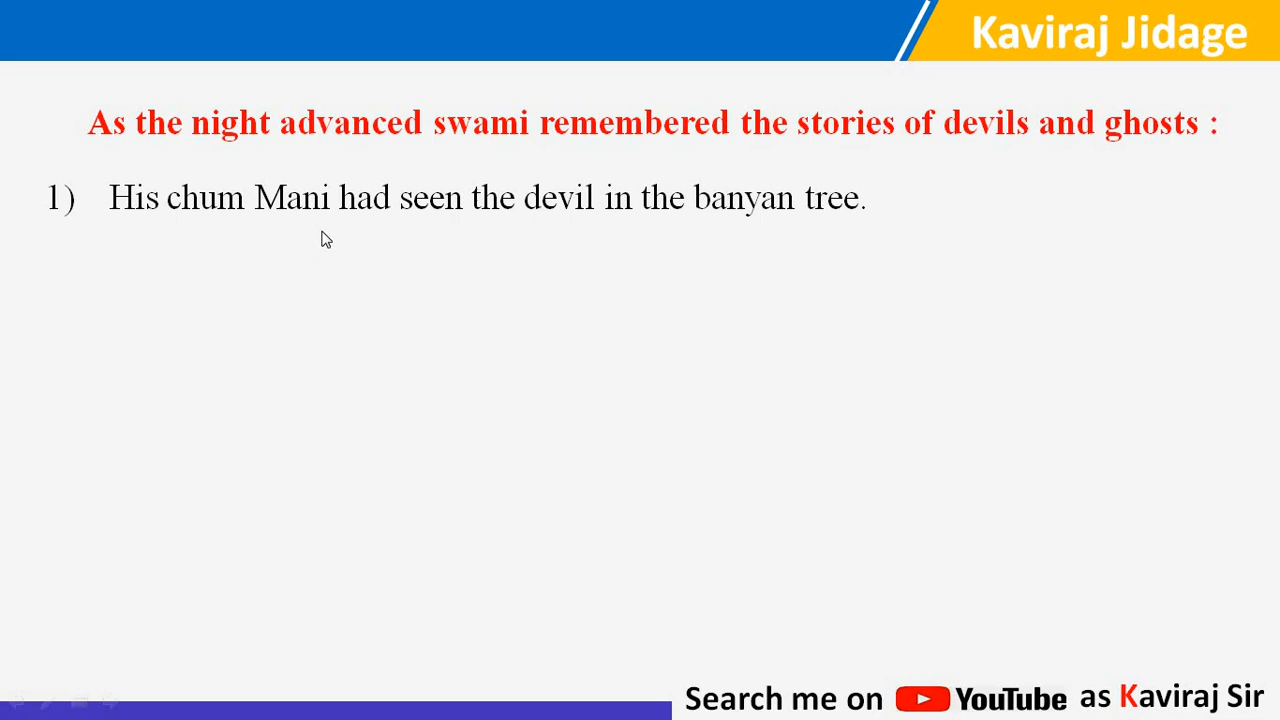 Kaviraj Jidage
As the night advanced swami remembered the stories of devils and ghosts :
1) His chum Mani had seen the devil in the banyan tree.
Search me on YouTube as Kaviraj Sir